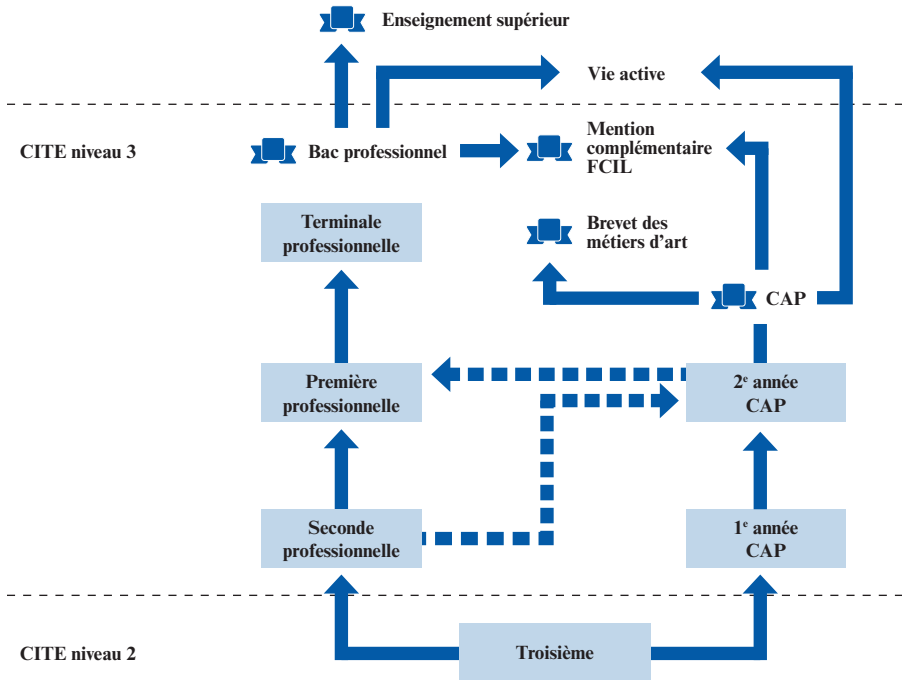 Enseignement supérieur
Vie active
CITE niveau 3
Bac professionnel
Mention
complémentaire
FCIL
Terminale
professionnelle
Brevet des
métiers d'art
CAP
Première
professionnelle
2e année
CAP
Seconde
professionnelle
1e année
CAP
CITE niveau 2
Troisième